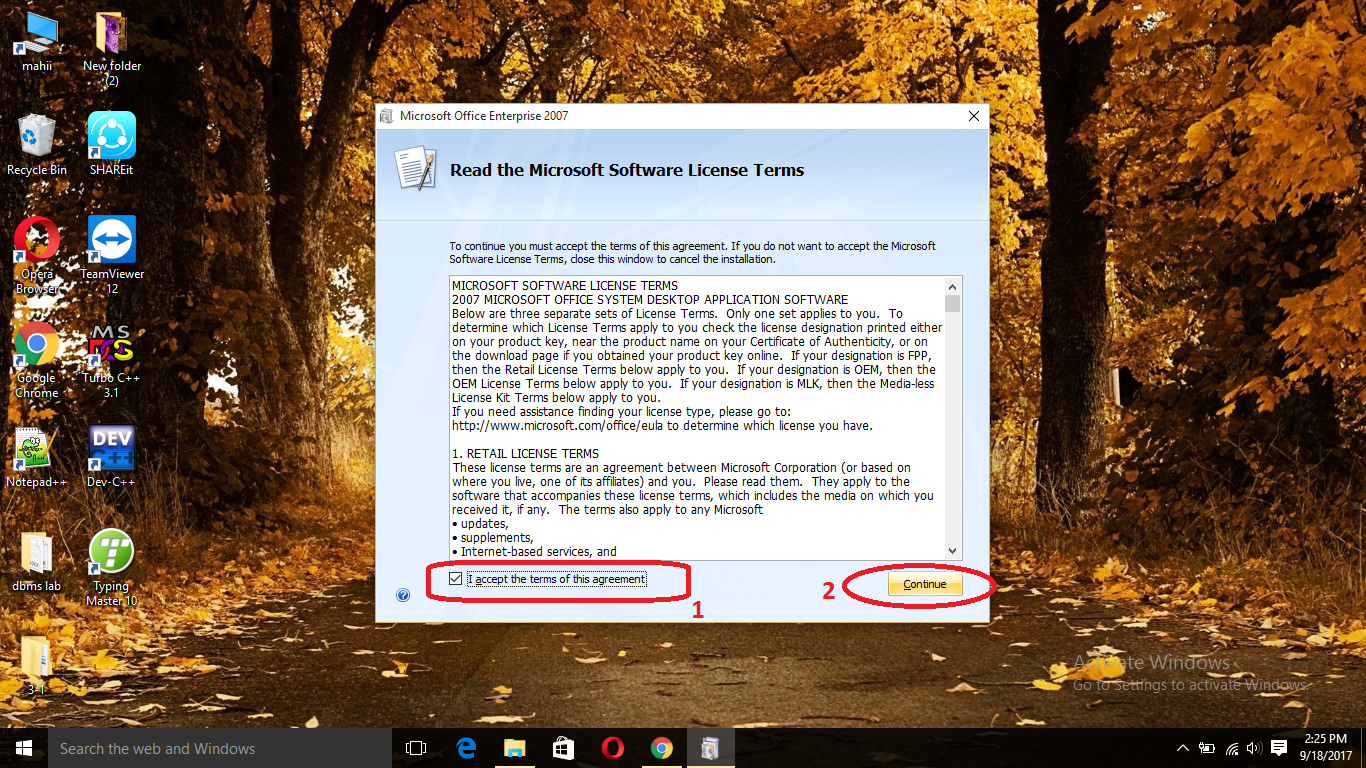 mahii
New folder
(2)
Recycle Bin
SHAREit
Opera
Browser
TeamViewer
12
Google
Chrome
MS
Turbo C++
3.1
Notepad++
DEV
C++
Dev-C++
dbms lab
Typing
Master 10
3-1
Microsoft Office Enterprise 2007
Read the Microsoft Software License Terms
To continue you must accept the terms of this agreement. If you do not want to accept the Microsoft
Software License Terms, close this window to cancel the installation.
MICROSOFT SOFTWARE LICENSE TERMS
2007 MICROSOFT OFFICE SYSTEM DESKTOP APPLICATION SOFTWARE
Below are three separate sets of License Terms.  Only one set applies to you.  To
determine which License Terms apply to you check the license designation printed either
on your product key, near the product name on your Certificate of Authenticity, or on
the download page if you obtained your product key online.  If your designation is FPP,
then the Retail License Terms below apply to you.  If your designation is OEM, then the
OEM License Terms below apply to you.  If your designation is MLK, then the Media-less
License Kit Terms below apply to you.
If you need assistance finding your license type, please go to:
http://www.microsoft.com/office/eula to determine which license you have.
1. RETAIL LICENSE TERMS
These license terms are an agreement between Microsoft Corporation (or based on
where you live, one of its affiliates) and you.  Please read them.  They apply to the
software that accompanies these license terms, which includes the media on which you
received it, if any.  The terms also apply to any Microsoft
• updates,
• supplements,
• Internet-based services, and
I accept the terms of this agreement
1
2
Continue
Activate Windows
Go to Settings to activate Windows.
Search the web and Windows
2:25 PM
9/18/2017